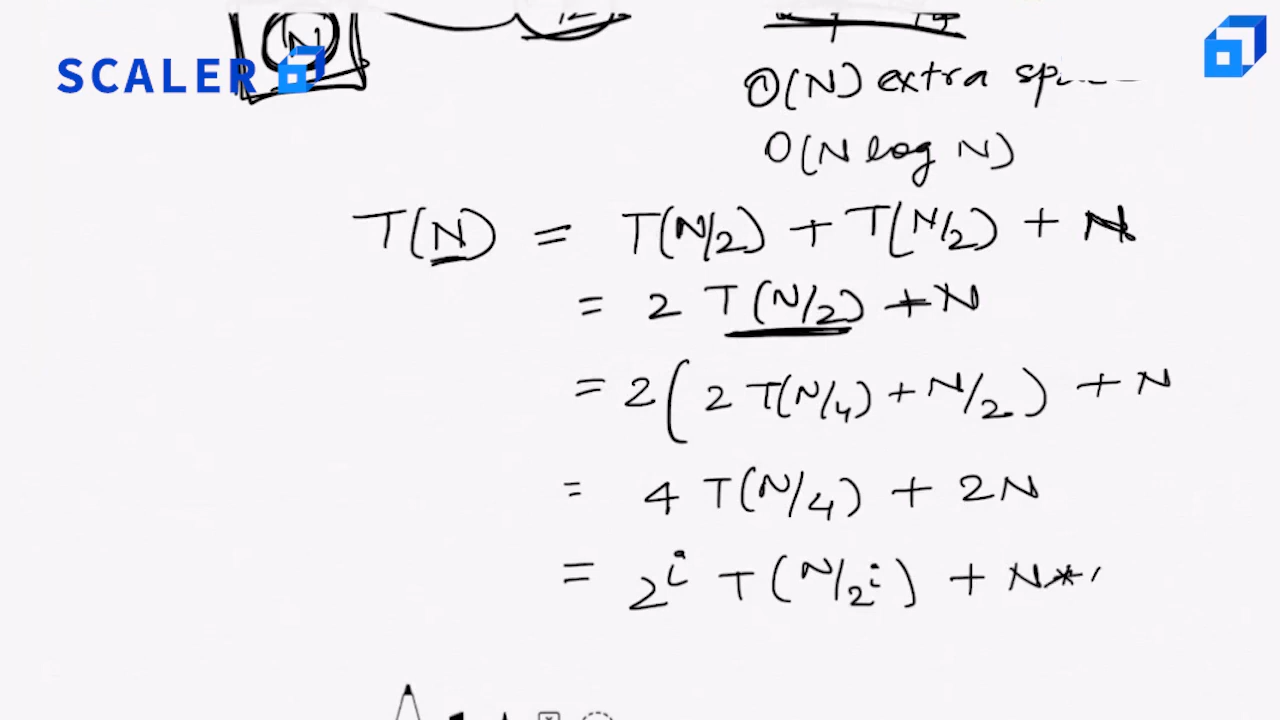 N
SCALER
O(N) extra
O(N log N)
T(N) = T(N/2) + T(N/2) + N
= 2 T(N/2) + N
= 2 ( 2 T(N/4) + N/2 ) + N
= 4 T(N/4) + 2N
= 2^i T(N/2^i) + N*